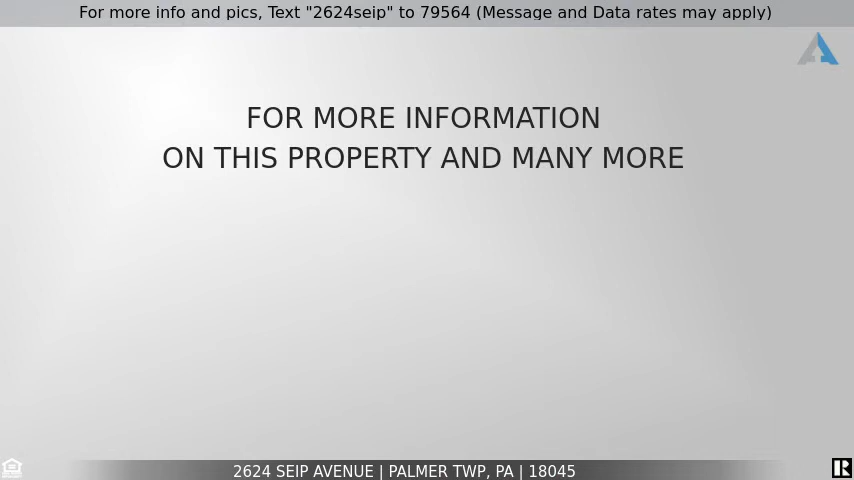 For more info and pics, Text "2624seip" to 79564 (Message and Data rates may apply)
FOR MORE INFORMATION
ON THIS PROPERTY AND MANY MORE
2624 SEIP AVENUE | PALMER TWP, PA | 18045